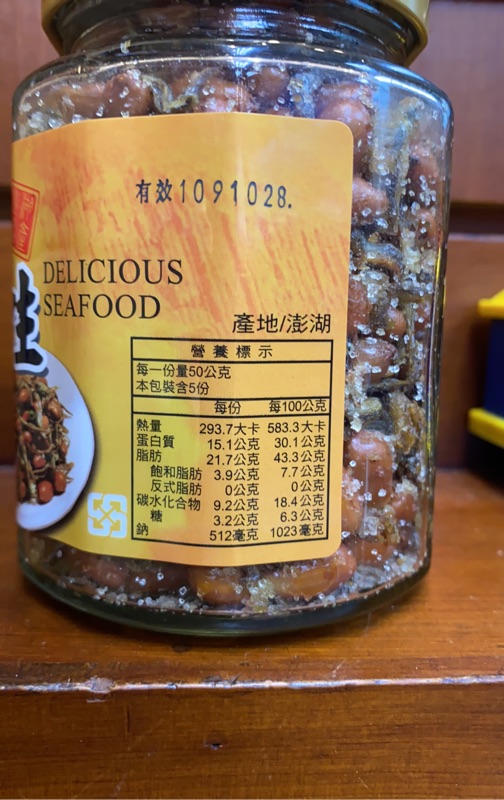 有效1091028.
DELICIOUS
SEAFOOD
產地/澎湖
營養標示
每一份量50公克
本包裝含5份
每份 每100公克
熱量 293.7大卡 583.3大卡
蛋白質 15.1公克 30.1公克
脂肪 21.7公克 43.3公克
飽和脂肪 3.9公克 7.7公克
反式脂肪 0公克 0公克
碳水化合物 9.2公克 18.4公克
糖 3.2公克 6.3公克
鈉 512毫克 1023毫克